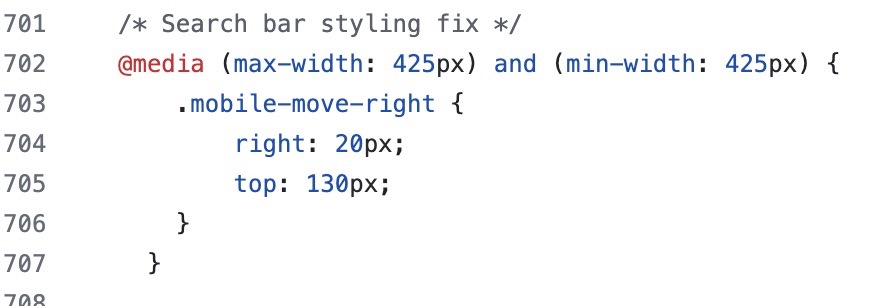 701 /* Search bar styling fix */
702 @media (max-width: 425px) and (min-width: 425px) {
703 .mobile-move-right {
704 right: 20px;
705 top: 130px;
706 }
707 }
708